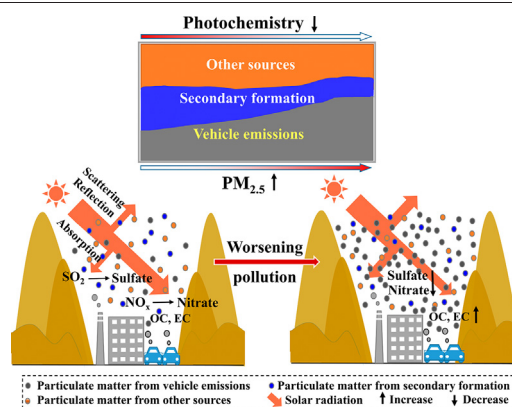 Photochemistry ↓
Other sources
Secondary formation
Vehicle emissions
PM2.5 ↑
Scattering
Reflection
Absorption
SO2 → Sulfate
NOx → Nitrate
OC, EC
Worsening
pollution
Sulfate
Nitrate ↓
OC, EC ↑
Particulate matter from vehicle emissions
Particulate matter from secondary formation
Particulate matter from other sources
Solar radiation
↑ Increase
↓ Decrease